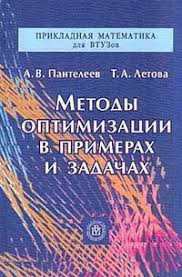 ПРИКЛАДНАЯ МАТЕМАТИКА
для ВТУЗов
А. В. Пантелеев Т. А. Летова
МЕТОДЫ
ОПТИМИЗАЦИИ
В ПРИМЕРАХ
И ЗАДАЧАХ